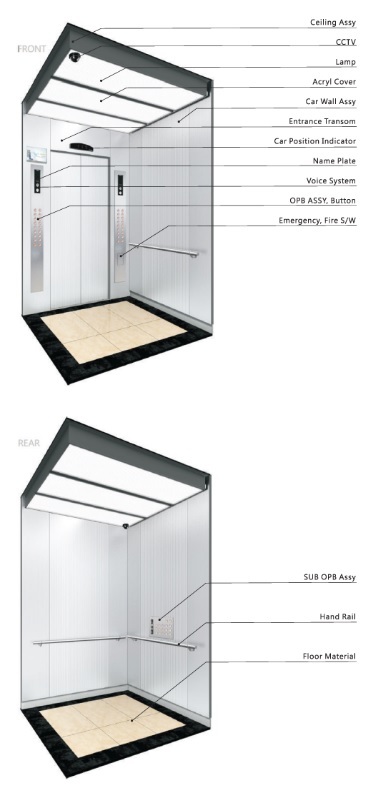 Ceiling Assy
CCTV
FRONT
Lamp
Acryl Cover
Car Wall Assy
Entrance Transom
Car Position Indicator
Name Plate
Voice System
OPB ASSY, Button
Emergency, Fire S/W
REAR
SUB OPB Assy
Hand Rail
Floor Material